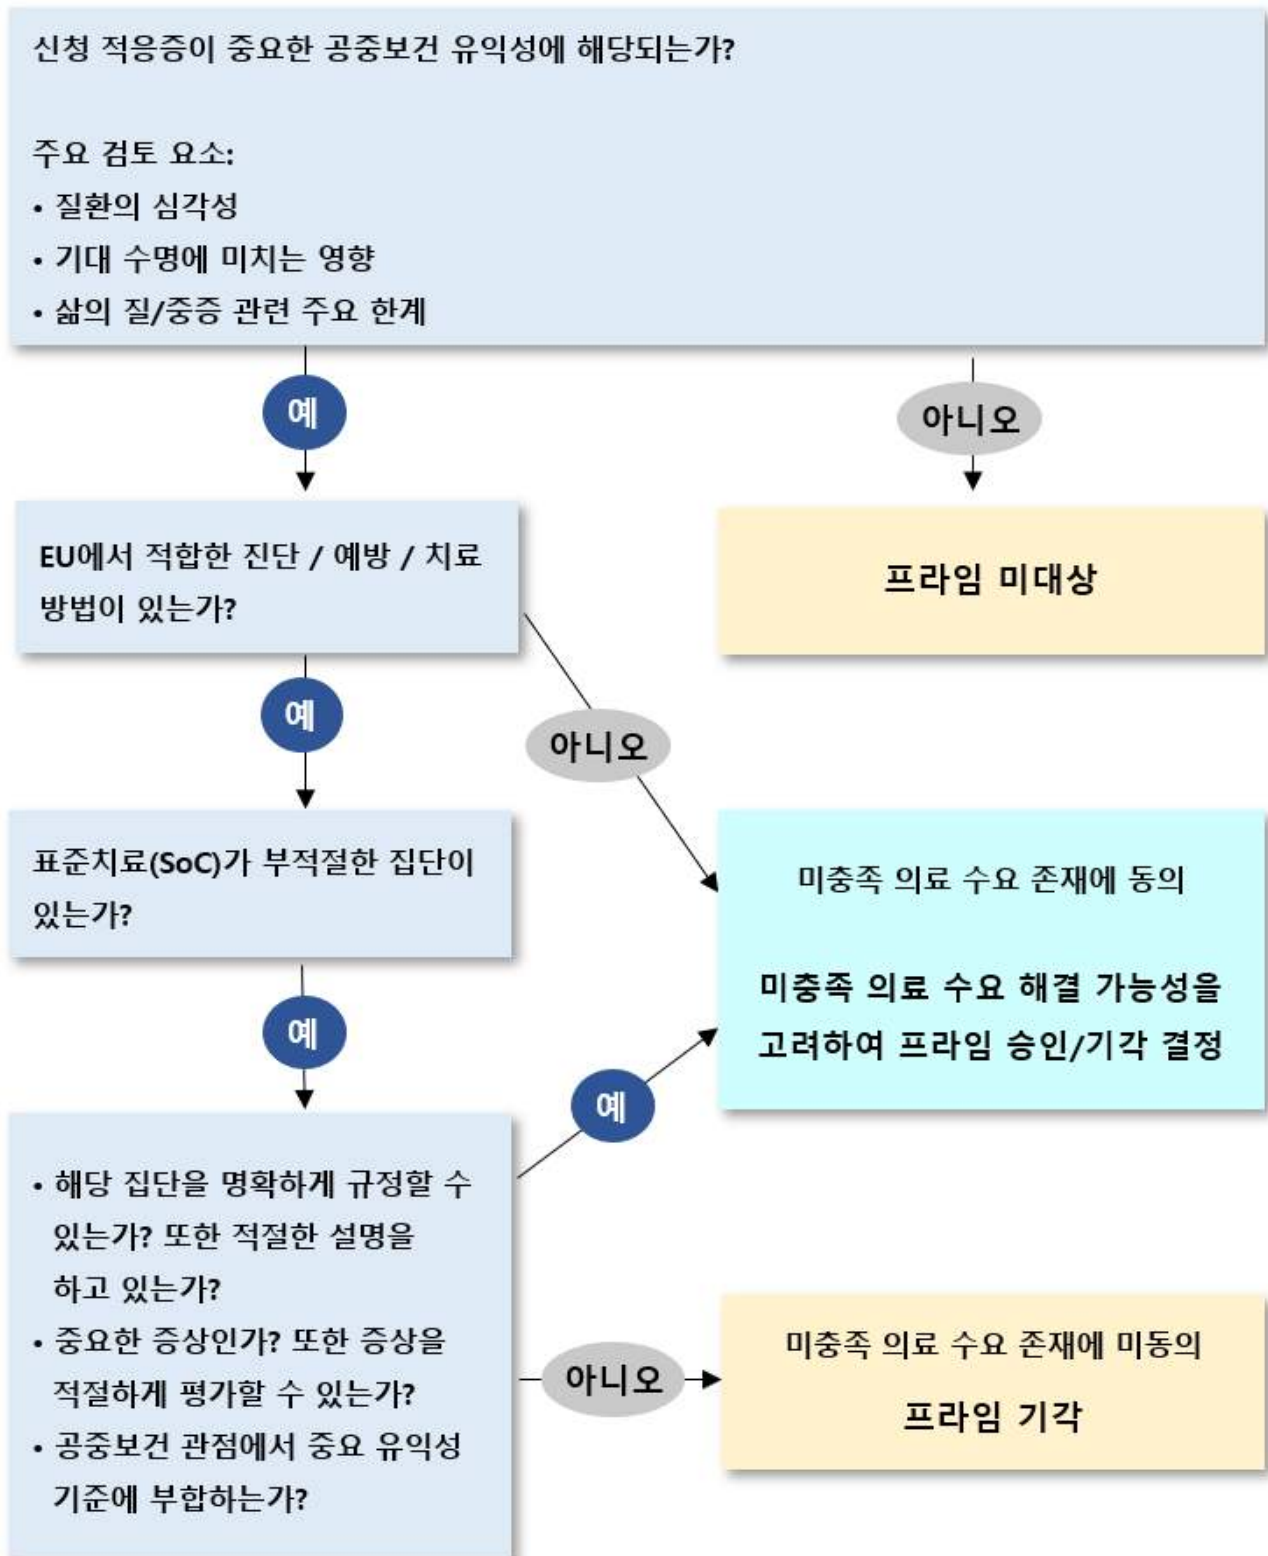 신청 적응증이 중요한 공중보건 유익성에 해당되는가?
주요 검토 요소:
• 질환의 심각성
• 기대 수명에 미치는 영향
• 삶의 질/중증 관련 주요 한계
예
아니오
EU에서 적합한 진단 / 예방 / 치료
방법이 있는가?
프라임 미대상
예
아니오
표준치료(SoC)가 부적절한 집단이
있는가?
미충족 의료 수요 존재에 동의
미충족 의료 수요 해결 가능성을
고려하여 프라임 승인/기각 결정
예
예
• 해당 집단을 명확하게 규정할 수
있는가? 또한 적절한 설명을
하고 있는가?
• 중요한 증상인가? 또한 증상을
적절하게 평가할 수 있는가?
• 공중보건 관점에서 중요 유익성
기준에 부합하는가?
아니오
미충족 의료 수요 존재에 미동의
프라임 기각